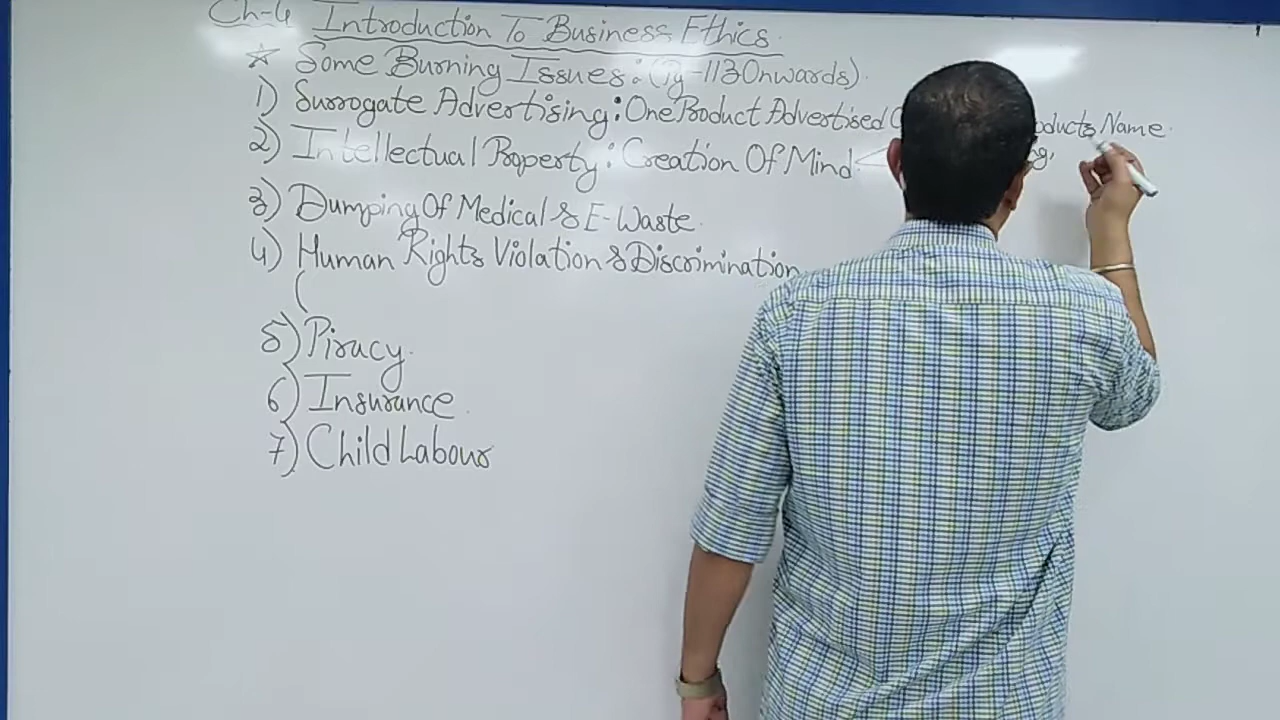 Ch-4 Introduction To Business Ethics
☆ Some Burning Issues: (Pg-113 Onwards).
1) Surrogate Advertising: One Product Advertised Products Name.
2) Intellectual Property: Creation Of Mind
3) Dumping Of Medical & E-Waste.
4) Human Rights Violation & Discrimination
(
5) Piracy.
6) Insurance.
7) Child Labour